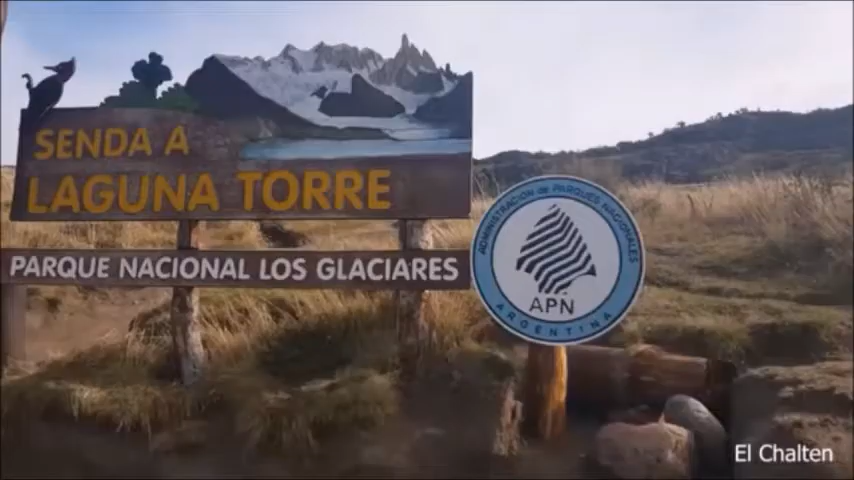 SENDA A
LAGUNA TORRE
PARQUE NACIONAL LOS GLACIARES
ADMINISTRACION de PARQUES NACIONALES
APN
ARGENTINA
El Chalten